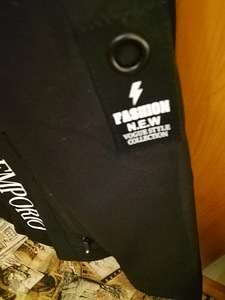 FASHION
N.E.W
VOGUE STYLE
COLLECTION
EMPORIO